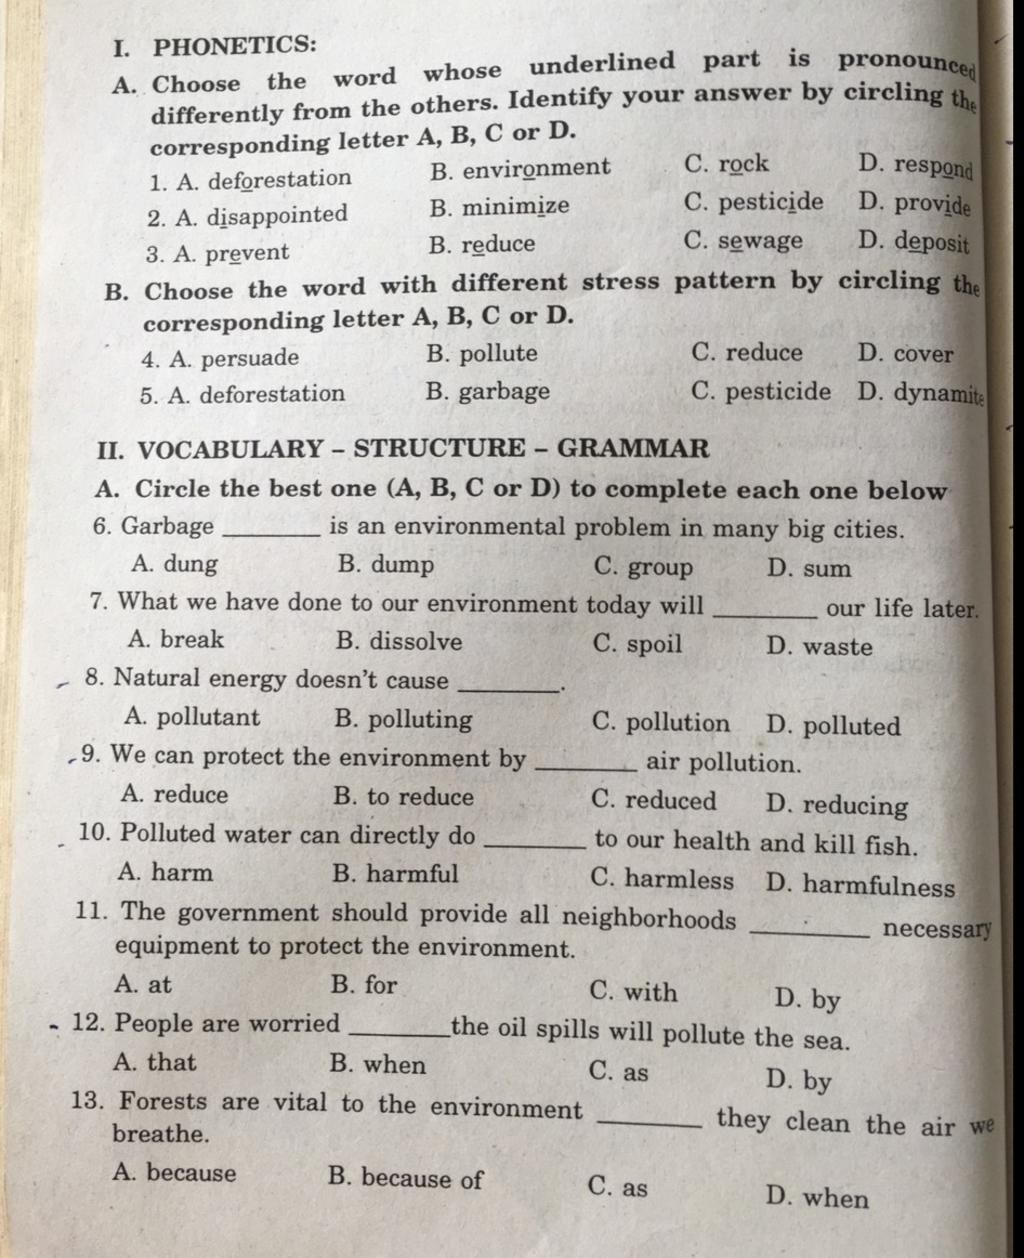 I. PHONETICS:
A. Choose the word whose underlined part is pronounced
differently from the others. Identify your answer by circling the
corresponding letter A, B, C or D.
1. A. deforestation B. environment C. rock D. respond
2. A. disappointed B. minimize C. pesticide D. provide
3. A. prevent B. reduce C. sewage D. deposit
B. Choose the word with different stress pattern by circling the
corresponding letter A, B, C or D.
4. A. persuade B. pollute C. reduce D. cover
5. A. deforestation B. garbage C. pesticide D. dynamite
II. VOCABULARY – STRUCTURE – GRAMMAR
A. Circle the best one (A, B, C or D) to complete each one below
6. Garbage ________ is an environmental problem in many big cities.
A. dung B. dump C. group D. sum
7. What we have done to our environment today will ________ our life later.
A. break B. dissolve C. spoil D. waste
8. Natural energy doesn't cause ________.
A. pollutant B. polluting C. pollution D. polluted
9. We can protect the environment by ________ air pollution.
A. reduce B. to reduce C. reduced D. reducing
10. Polluted water can directly do ________ to our health and kill fish.
A. harm B. harmful C. harmless D. harmfulness
11. The government should provide all neighborhoods ________ necessary
equipment to protect the environment.
A. at B. for C. with D. by
12. People are worried ________the oil spills will pollute the sea.
A. that B. when C. as D. by
13. Forests are vital to the environment ________ they clean the air we
breathe.
A. because B. because of C. as D. when